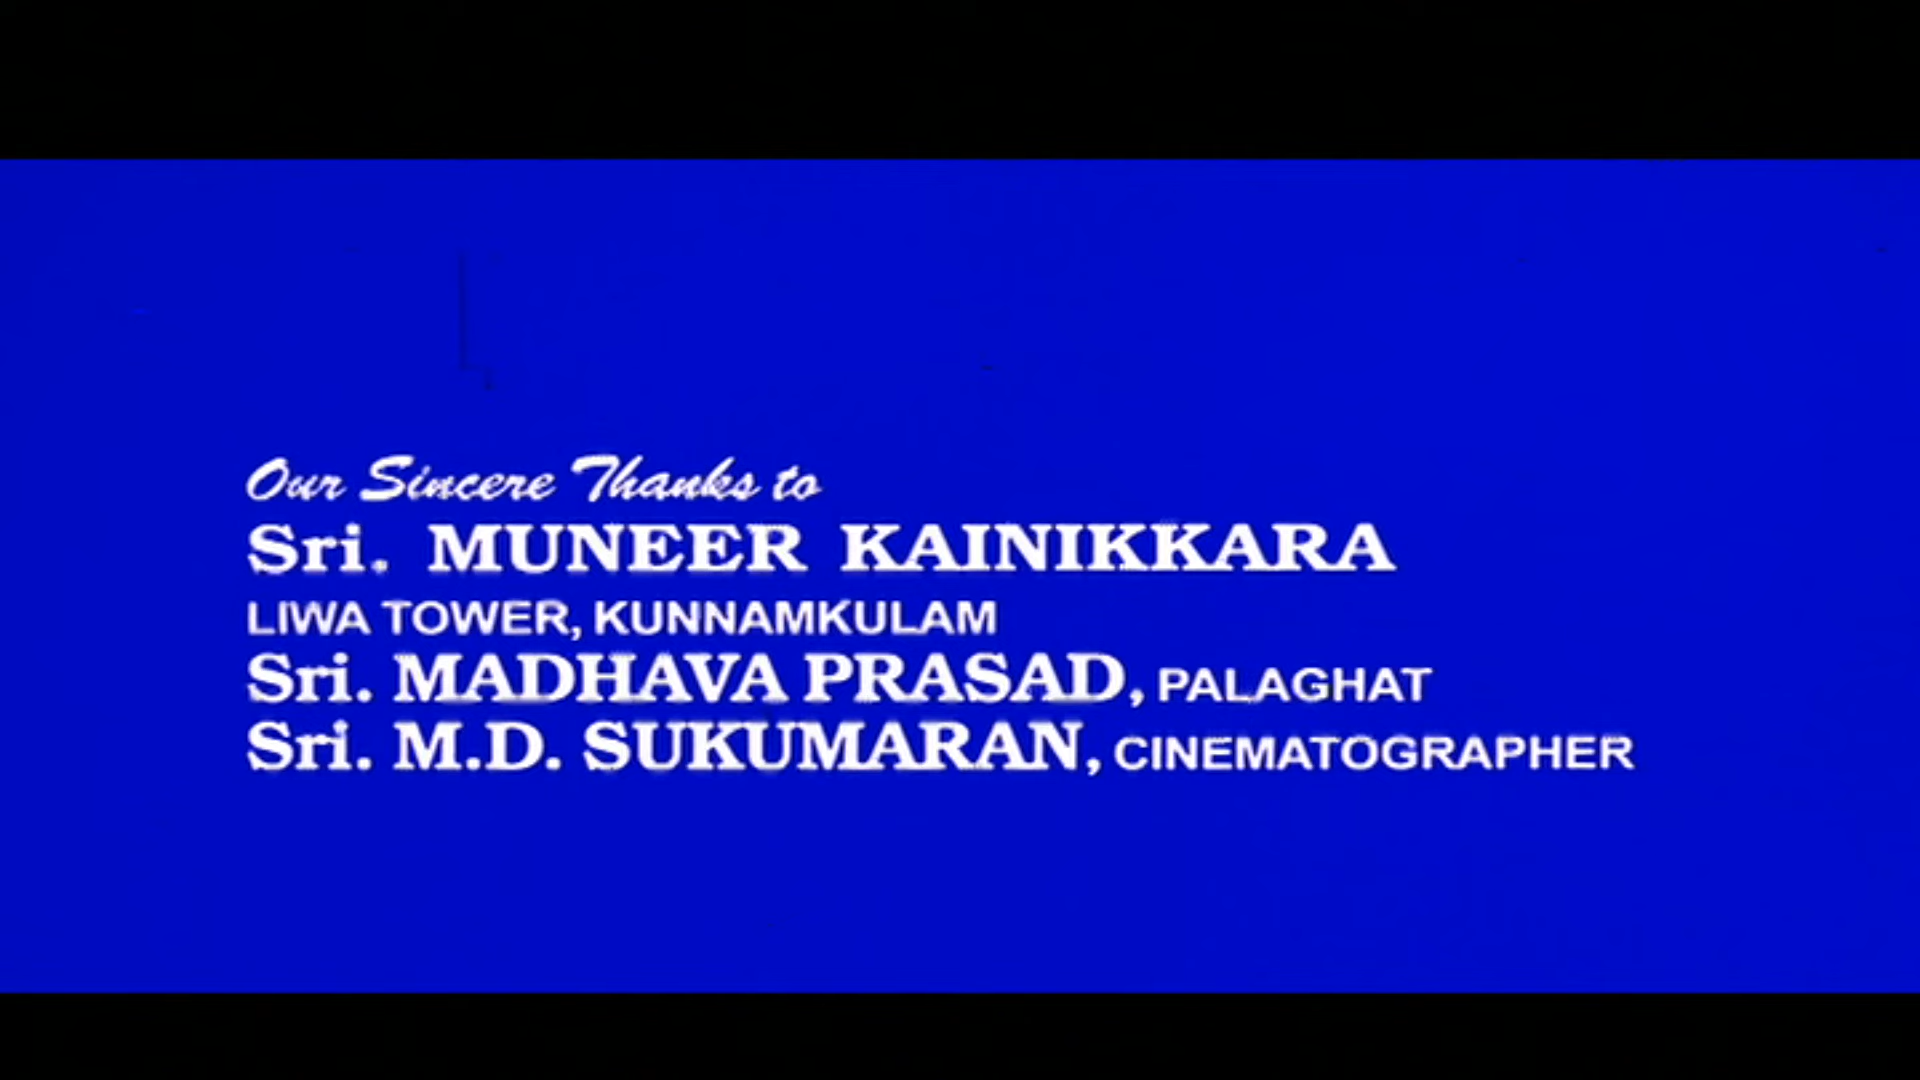 Our Sincere Thanks to
Sri. MUNEER KAINIKKARA
LIWA TOWER, KUNNAMKULAM
Sri. MADHAVA PRASAD, PALAGHAT
Sri. M.D. SUKUMARAN, CINEMATOGRAPHER